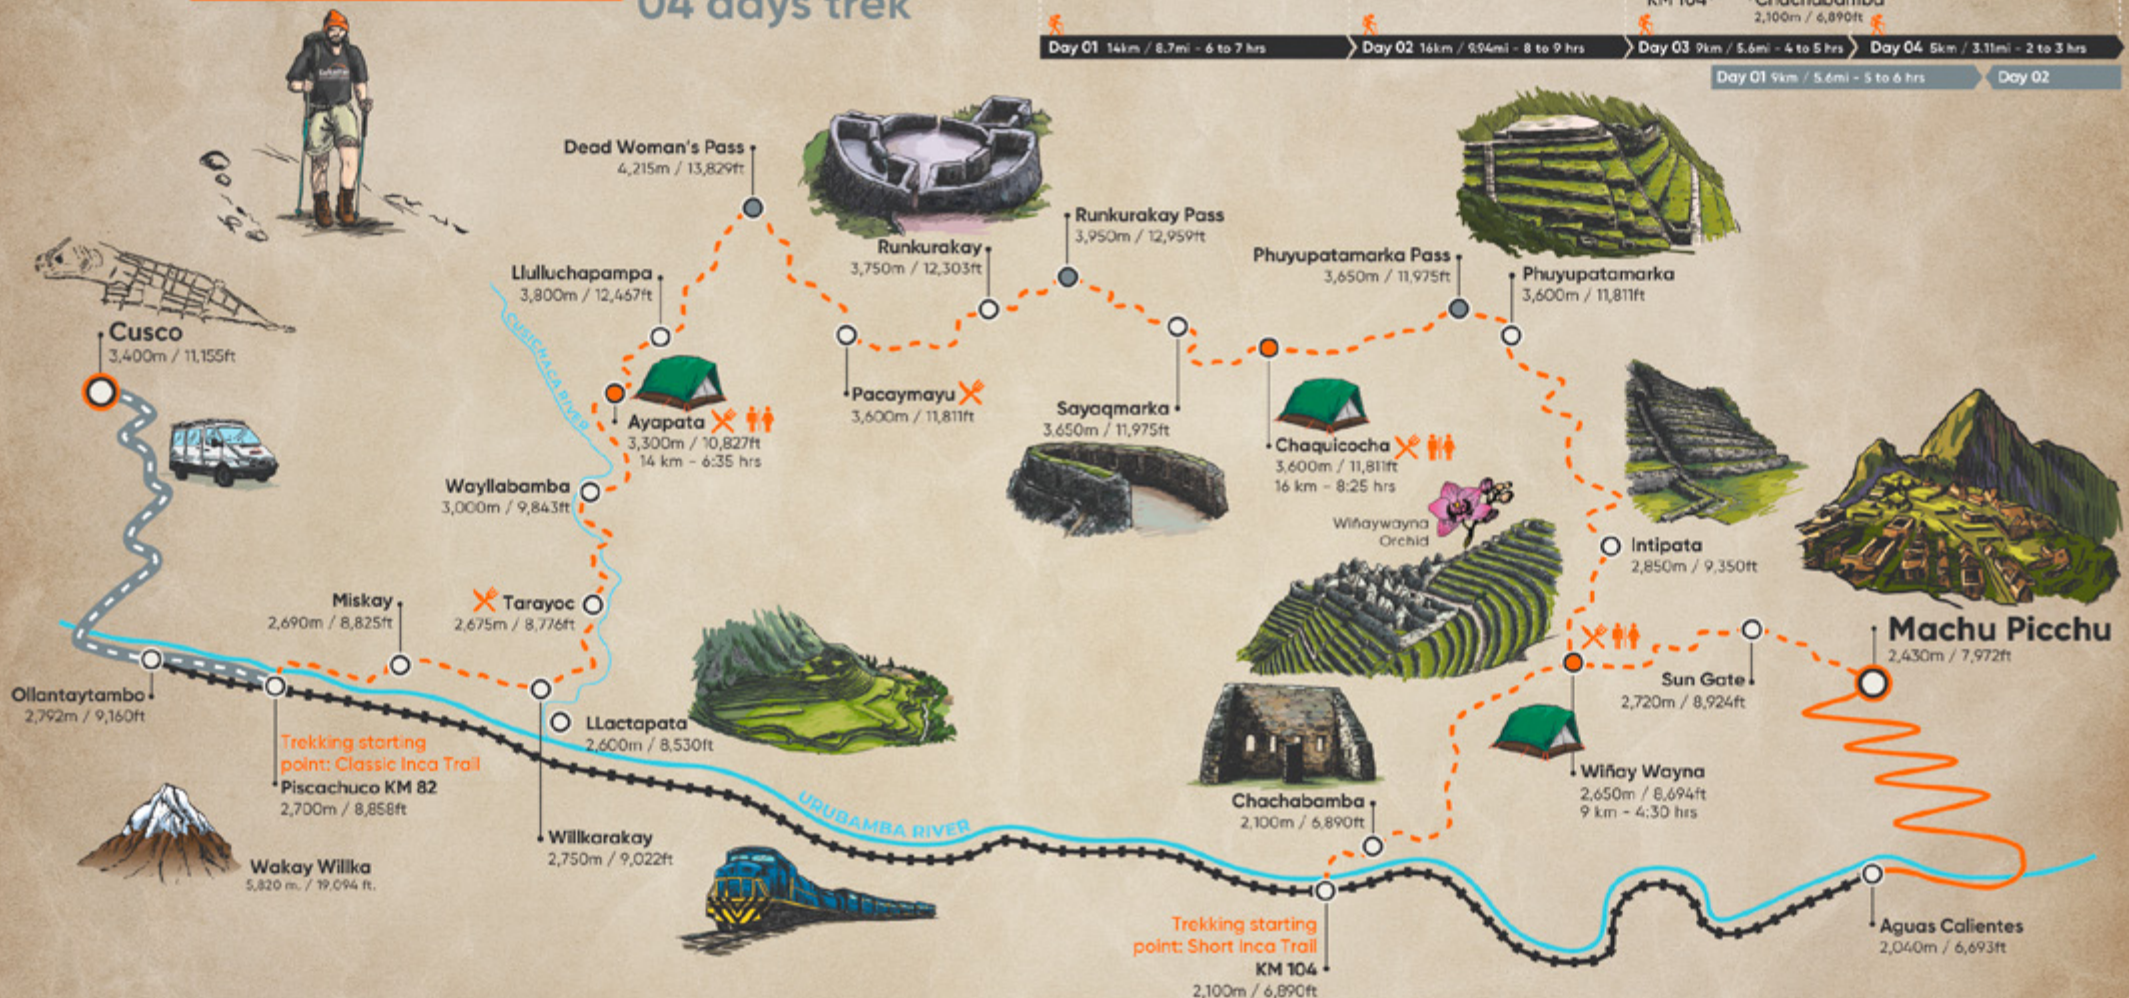 04 days trek
KM 104
Chachabamba
2,100m / 6,890ft
Day 01 14km / 8.7mi - 6 to 7 hrs
Day 02 16km / 9.94mi - 8 to 9 hrs
Day 03 9km / 5.6mi - 4 to 5 hrs
Day 04 5km / 3.11mi - 2 to 3 hrs
Day 01 9km / 5.6mi - 5 to 6 hrs
Day 02
Dead Woman's Pass
4,215m / 13,829ft
Runkurakay Pass
3,950m / 12,959ft
Runkurakay
3,750m / 12,303ft
Phuyupatamarka Pass
3,650m / 11,975ft
Phuyupatamarka
3,600m / 11,811ft
Llulluchapampa
3,800m / 12,467ft
CUSICHACA RIVER
Cusco
3,400m / 11,155ft
Ayapata
3,300m / 10,827ft
14 km - 6:35 hrs
Pacaymayu
3,600m / 11,811ft
Sayaqmarka
3,650m / 11,975ft
Chaquicocha
3,600m / 11,811ft
16 km - 8:25 hrs
Wayllabamba
3,000m / 9,843ft
Wiñaywayna
Orchid
Intipata
2,850m / 9,350ft
Miskay
2,690m / 8,825ft
Tarayoc
2,675m / 8,776ft
Machu Picchu
2,430m / 7,972ft
Sun Gate
2,720m / 8,924ft
Ollantaytambo
2,792m / 9,160ft
LLactapata
2,600m / 8,530ft
Trekking starting
point: Classic Inca Trail
Piscachuco KM 82
2,700m / 8,858ft
Wiñay Wayna
2,650m / 8,694ft
9 km - 4:30 hrs
Chachabamba
2,100m / 6,890ft
URUBAMBA RIVER
Willkarakay
2,750m / 9,022ft
Wakay Willka
5,820 m. / 19,094 ft.
Trekking starting
point: Short Inca Trail
KM 104
2,100m / 6,890ft
Aguas Calientes
2,040m / 6,693ft